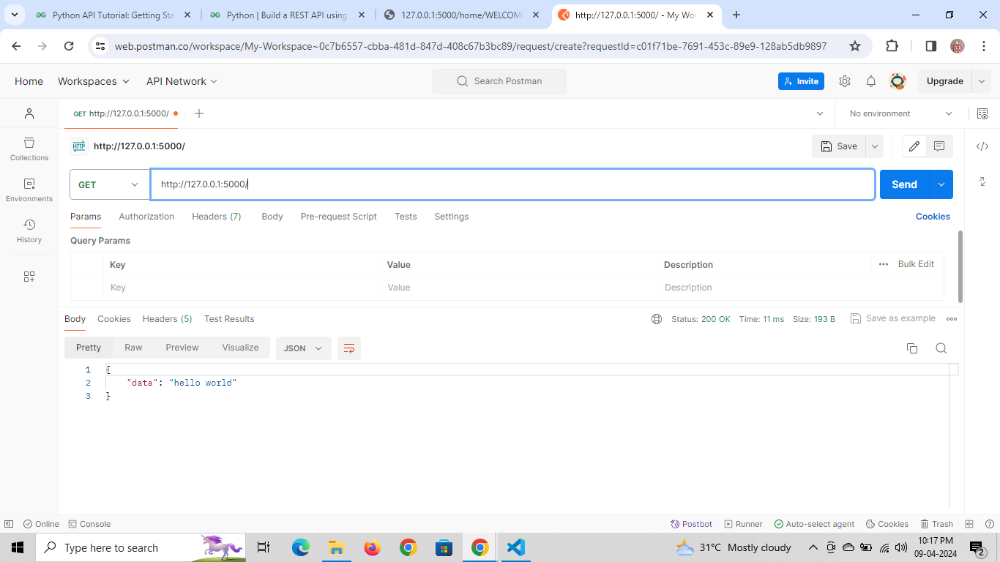 Python API Tutorial: Getting Sta
Python | Build a REST API using
127.0.0.1:5000/home/WELCOME
http://127.0.0.1:5000/ - My Wor
web.postman.co/workspace/My-Workspace~0c7b6557-cbba-481d-847d-408c67b3bc89/request/create?requestId=c01f71be-7691-453c-89e9-128ab5db9897
Home Workspaces API Network Search Postman Invite Upgrade
GET http://127.0.0.1:5000/ No environment
HTTP http://127.0.0.1:5000/ Save
Collections
Environments
History
GET http://127.0.0.1:5000/ Send
Params Authorization Headers (7) Body Pre-request Script Tests Settings Cookies
Query Params
Key Value Description Bulk Edit
Key Value Description
Body Cookies Headers (5) Test Results Status: 200 OK Time: 11 ms Size: 193 B Save as example
Pretty Raw Preview Visualize JSON
1 {
2 "data": "hello world"
3 }
Online Console Postbot Runner Auto-select agent Cookies Trash
Type here to search 31°C Mostly cloudy 10:17 PM
09-04-2024 2